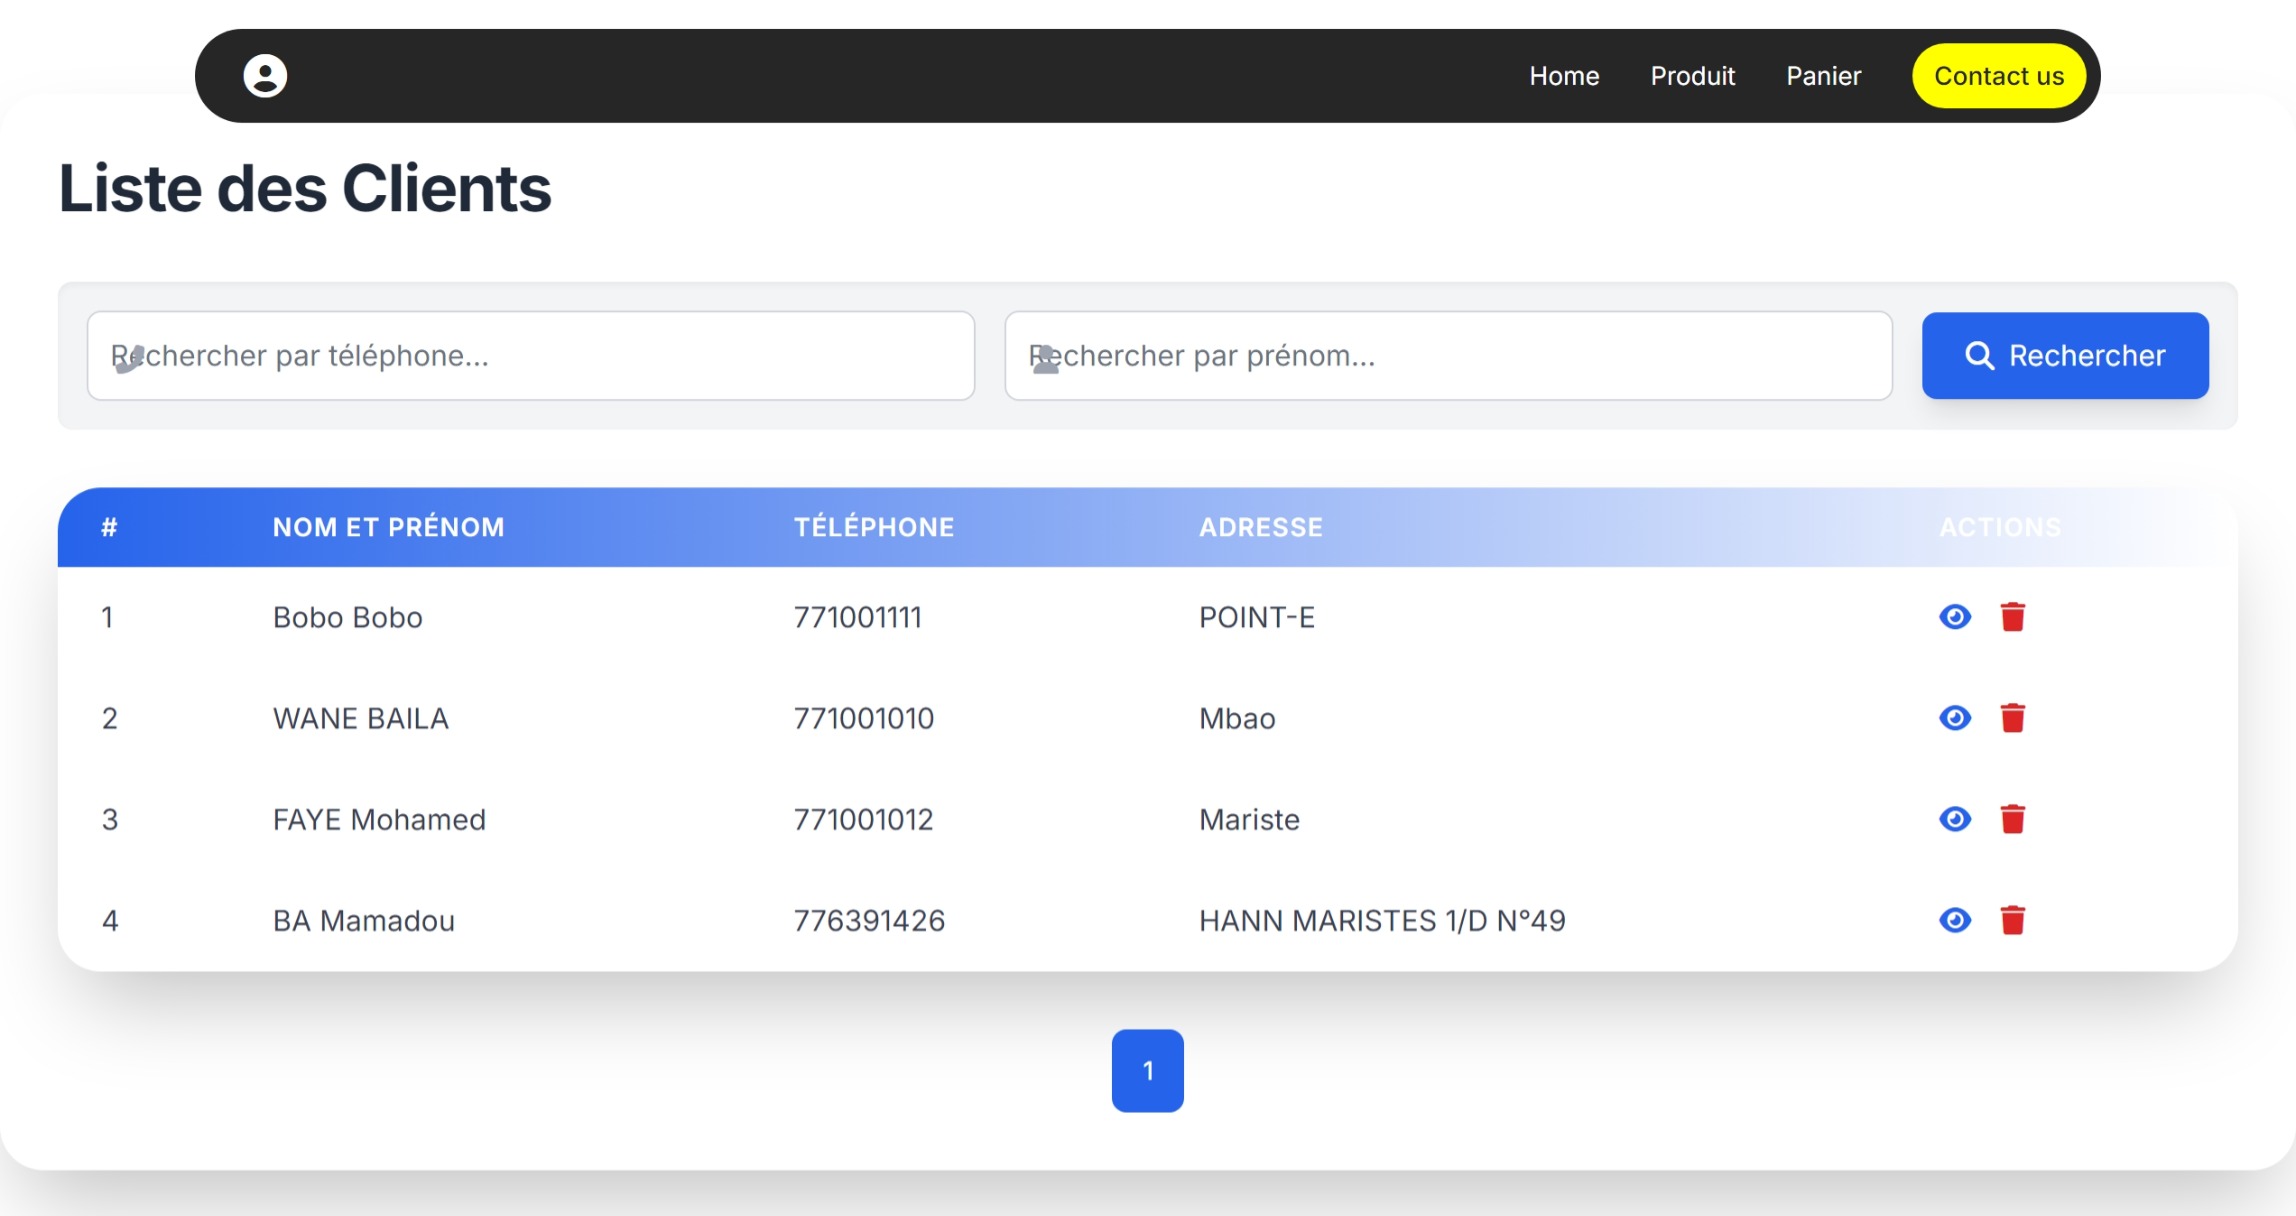 Home Produit Panier Contact us
Liste des Clients
Rechercher par téléphone... Rechercher par prénom... Rechercher
# NOM ET PRÉNOM TÉLÉPHONE ADRESSE ACTIONS
1 Bobo Bobo 771001111 POINT-E
2 WANE BAILA 771001010 Mbao
3 FAYE Mohamed 771001012 Mariste
4 BA Mamadou 776391426 HANN MARISTES 1/D N°49
1